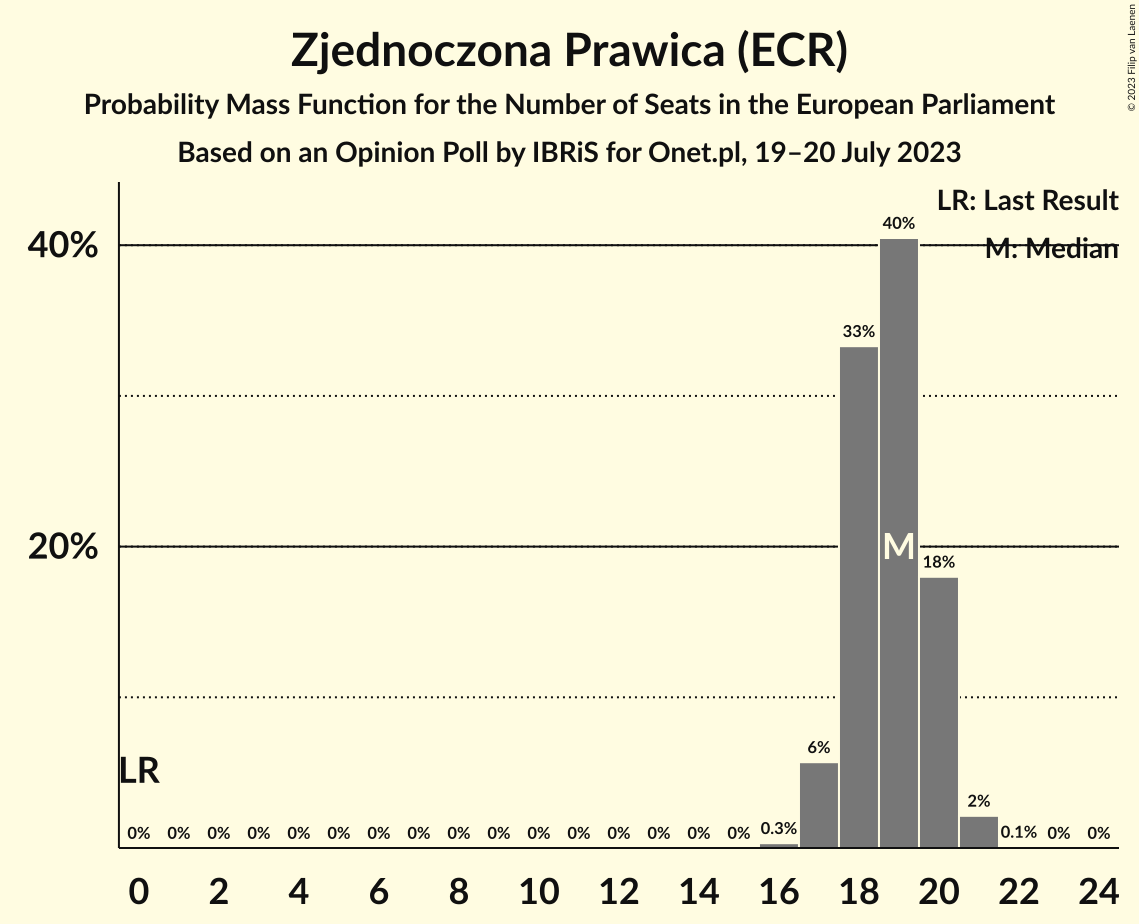 © 2023 Filip van Laenen
Zjednoczona Prawica (ECR)
Probability Mass Function for the Number of Seats in the European Parliament
Based on an Opinion Poll by IBRiS for Onet.pl, 19–20 July 2023
LR: Last Result
M: Median
40%
20%
40%
33%
M
18%
6%
LR
2%
0% 0% 0% 0% 0% 0% 0% 0% 0% 0% 0% 0% 0% 0% 0% 0% 0.3% 0.1% 0% 0%
0 2 4 6 8 10 12 14 16 18 20 22 24